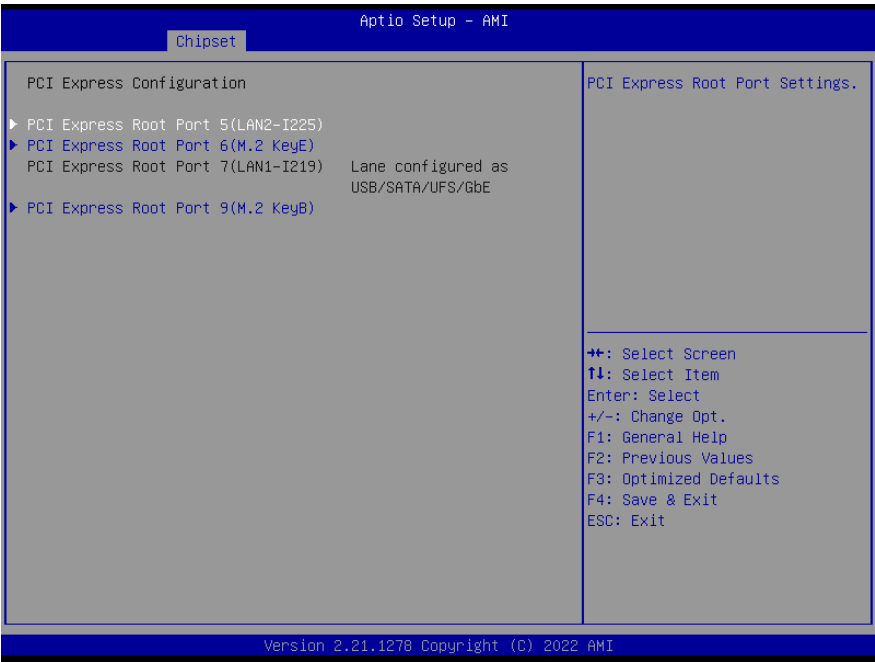 Aptio Setup – AMI
Chipset
PCI Express Configuration
PCI Express Root Port 5(LAN2-I225)
PCI Express Root Port 6(M.2 KeyE)
PCI Express Root Port 7(LAN1-I219) Lane configured as
USB/SATA/UFS/GbE
PCI Express Root Port 9(M.2 KeyB)
PCI Express Root Port Settings.
→←: Select Screen
↑↓: Select Item
Enter: Select
+/-: Change Opt.
F1: General Help
F2: Previous Values
F3: Optimized Defaults
F4: Save & Exit
ESC: Exit
Version 2.21.1278 Copyright (C) 2022 AMI